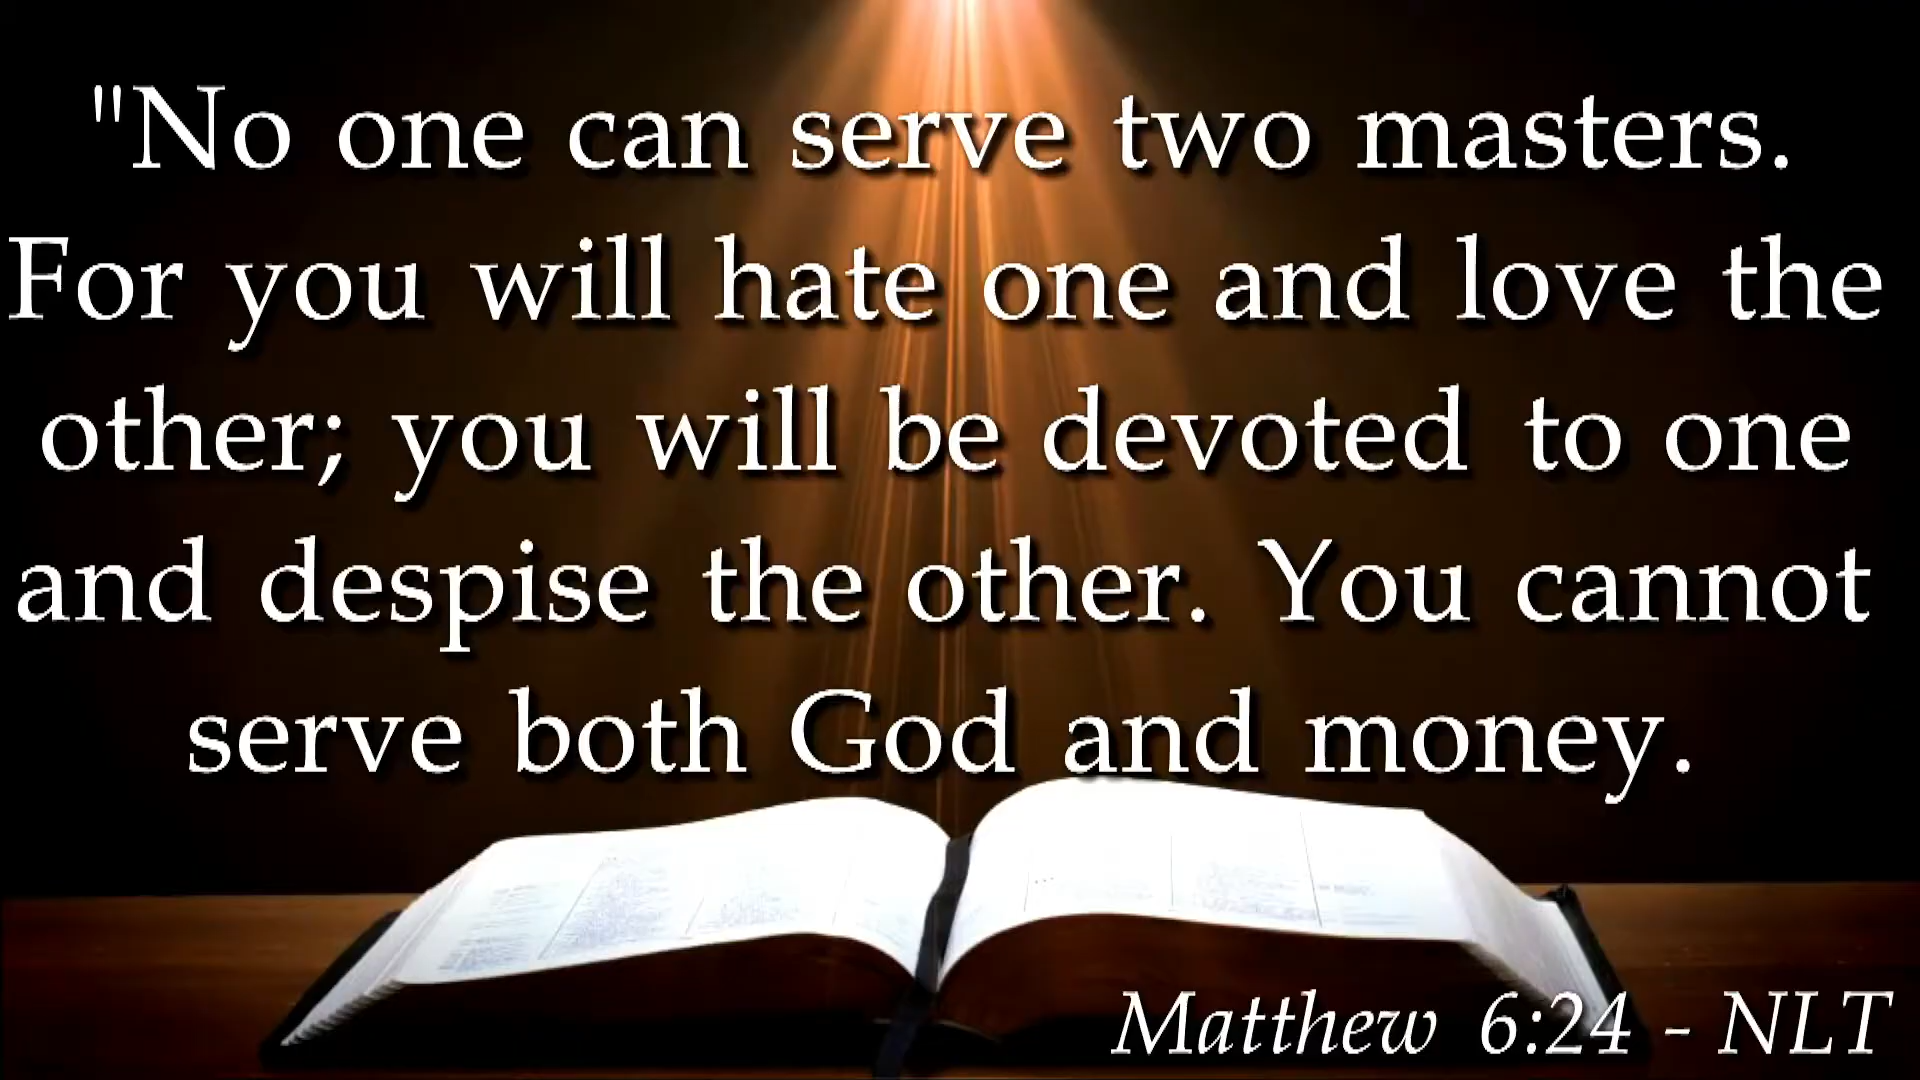 "No one can serve two masters.
For you will hate one and love the
other; you will be devoted to one
and despise the other. You cannot
serve both God and money.
Matthew 6:24 - NLT